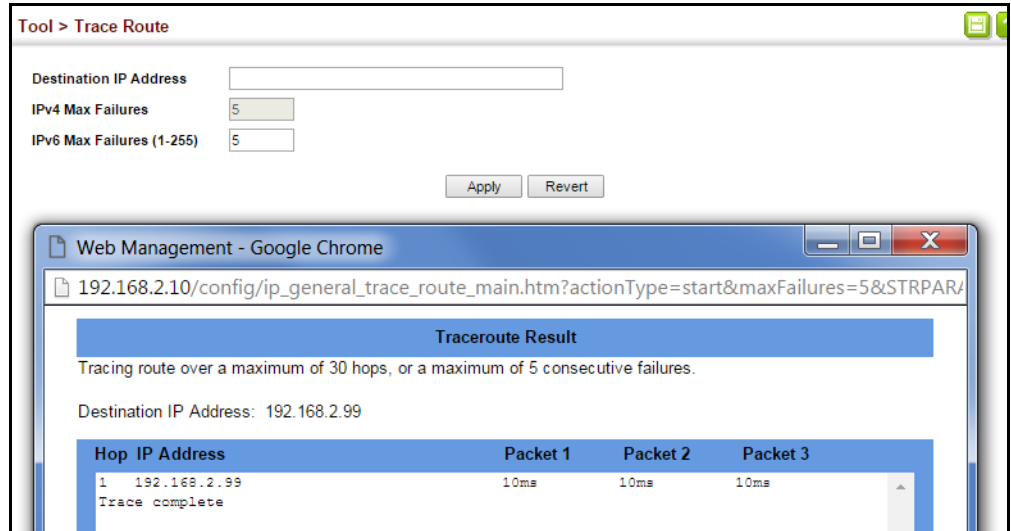 Tool > Trace Route
Destination IP Address
IPv4 Max Failures 5
IPv6 Max Failures (1-255) 5
Apply Revert
Web Management - Google Chrome
192.168.2.10/config/ip_general_trace_route_main.htm?actionType=start&maxFailures=5&STRPARA
Traceroute Result
Tracing route over a maximum of 30 hops, or a maximum of 5 consecutive failures.
Destination IP Address: 192.168.2.99
Hop IP Address Packet 1 Packet 2 Packet 3
1 192.168.2.99 10ms 10ms 10ms
Trace complete